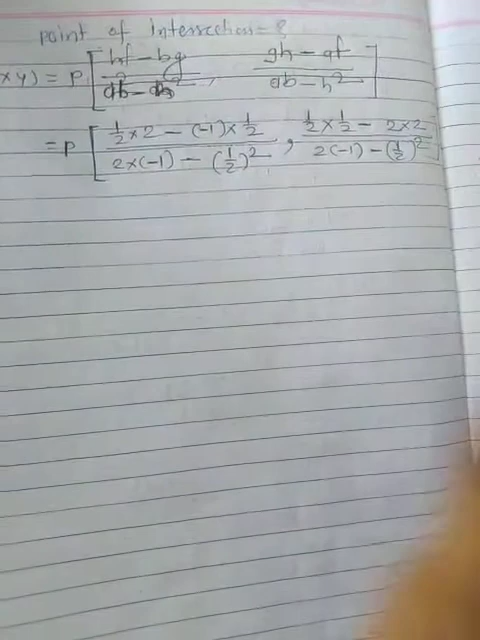 point of intersection = ?
xy) = P [ hf - bg / ab - h², gh - af / ab - h² ]
= P [ ½ × 2 - (-1) × ½ / 2 × (-1) - (½)², ½ × ½ - 2 × 2 / 2(-1) - (½)² ]